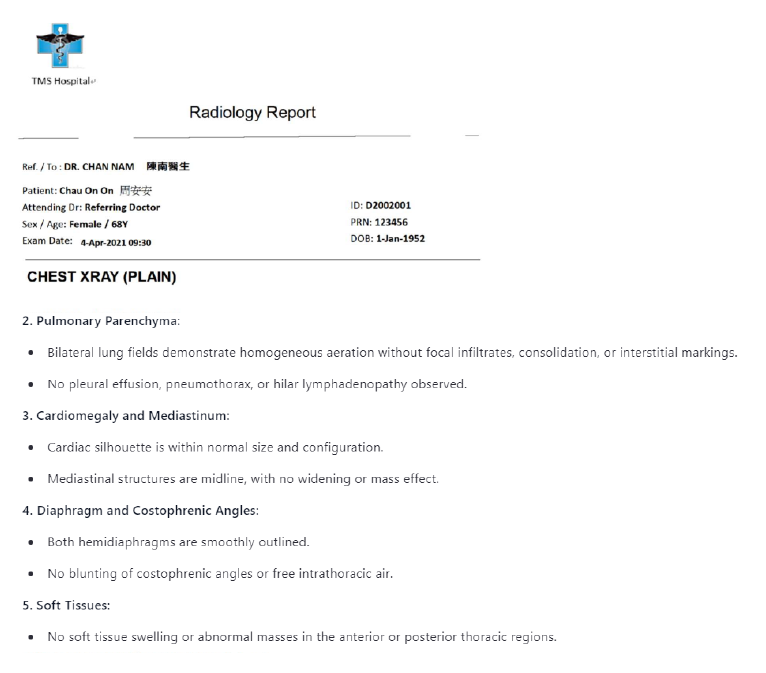 TMS Hospital
Radiology Report
Ref. / To : DR. CHAN NAM 陳南醫生
Patient: Chau On On 周安安
Attending Dr: Referring Doctor
ID: D2002001
Sex / Age: Female / 68Y
PRN: 123456
Exam Date: 4-Apr-2021 09:30
DOB: 1-Jan-1952
CHEST XRAY (PLAIN)
2. Pulmonary Parenchyma:
• Bilateral lung fields demonstrate homogeneous aeration without focal infiltrates, consolidation, or interstitial markings.
• No pleural effusion, pneumothorax, or hilar lymphadenopathy observed.
3. Cardiomegaly and Mediastinum:
• Cardiac silhouette is within normal size and configuration.
• Mediastinal structures are midline, with no widening or mass effect.
4. Diaphragm and Costophrenic Angles:
• Both hemidiaphragms are smoothly outlined.
• No blunting of costophrenic angles or free intrathoracic air.
5. Soft Tissues:
• No soft tissue swelling or abnormal masses in the anterior or posterior thoracic regions.